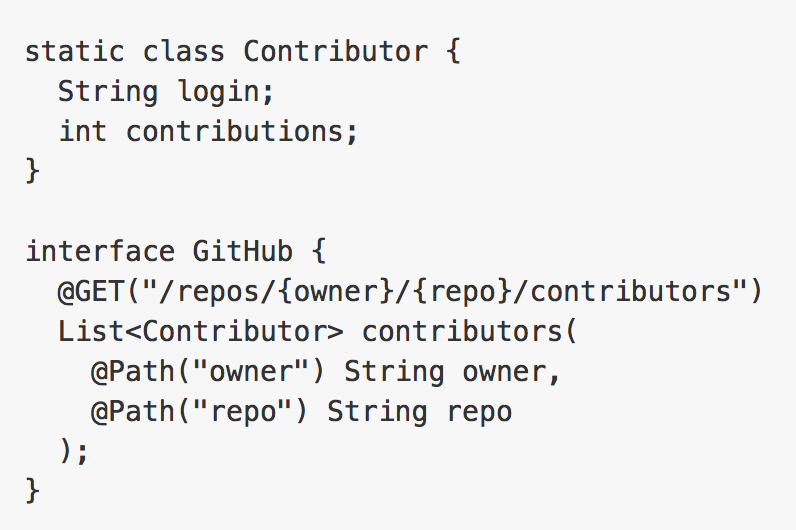 static class Contributor {
  String login;
  int contributions;
}

interface GitHub {
  @GET("/repos/{owner}/{repo}/contributors")
  List<Contributor> contributors(
    @Path("owner") String owner,
    @Path("repo") String repo
  );
}